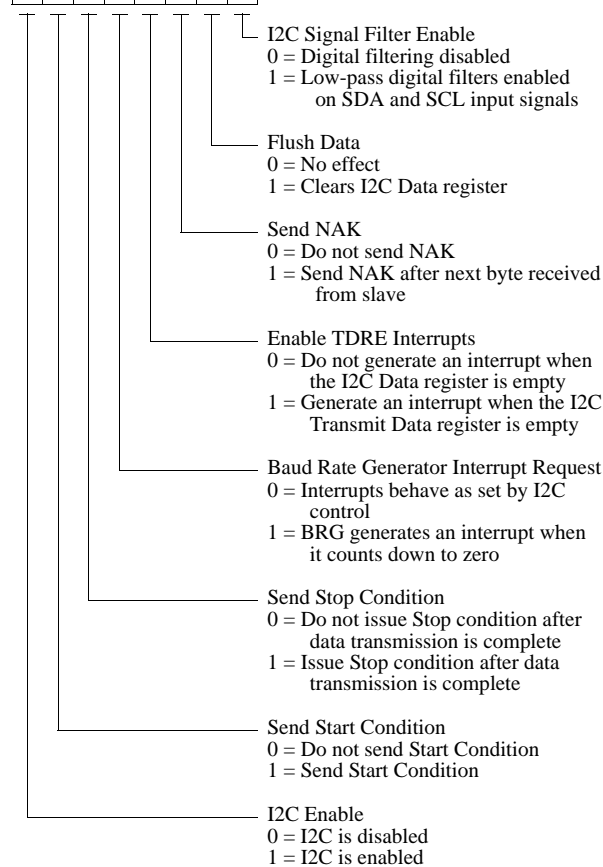 I2C Signal Filter Enable
0 = Digital filtering disabled
1 = Low-pass digital filters enabled
on SDA and SCL input signals
Flush Data
0 = No effect
1 = Clears I2C Data register
Send NAK
0 = Do not send NAK
1 = Send NAK after next byte received
from slave
Enable TDRE Interrupts
0 = Do not generate an interrupt when
the I2C Data register is empty
1 = Generate an interrupt when the I2C
Transmit Data register is empty
Baud Rate Generator Interrupt Request
0 = Interrupts behave as set by I2C
control
1 = BRG generates an interrupt when
it counts down to zero
Send Stop Condition
0 = Do not issue Stop condition after
data transmission is complete
1 = Issue Stop condition after data
transmission is complete
Send Start Condition
0 = Do not send Start Condition
1 = Send Start Condition
I2C Enable
0 = I2C is disabled
1 = I2C is enabled